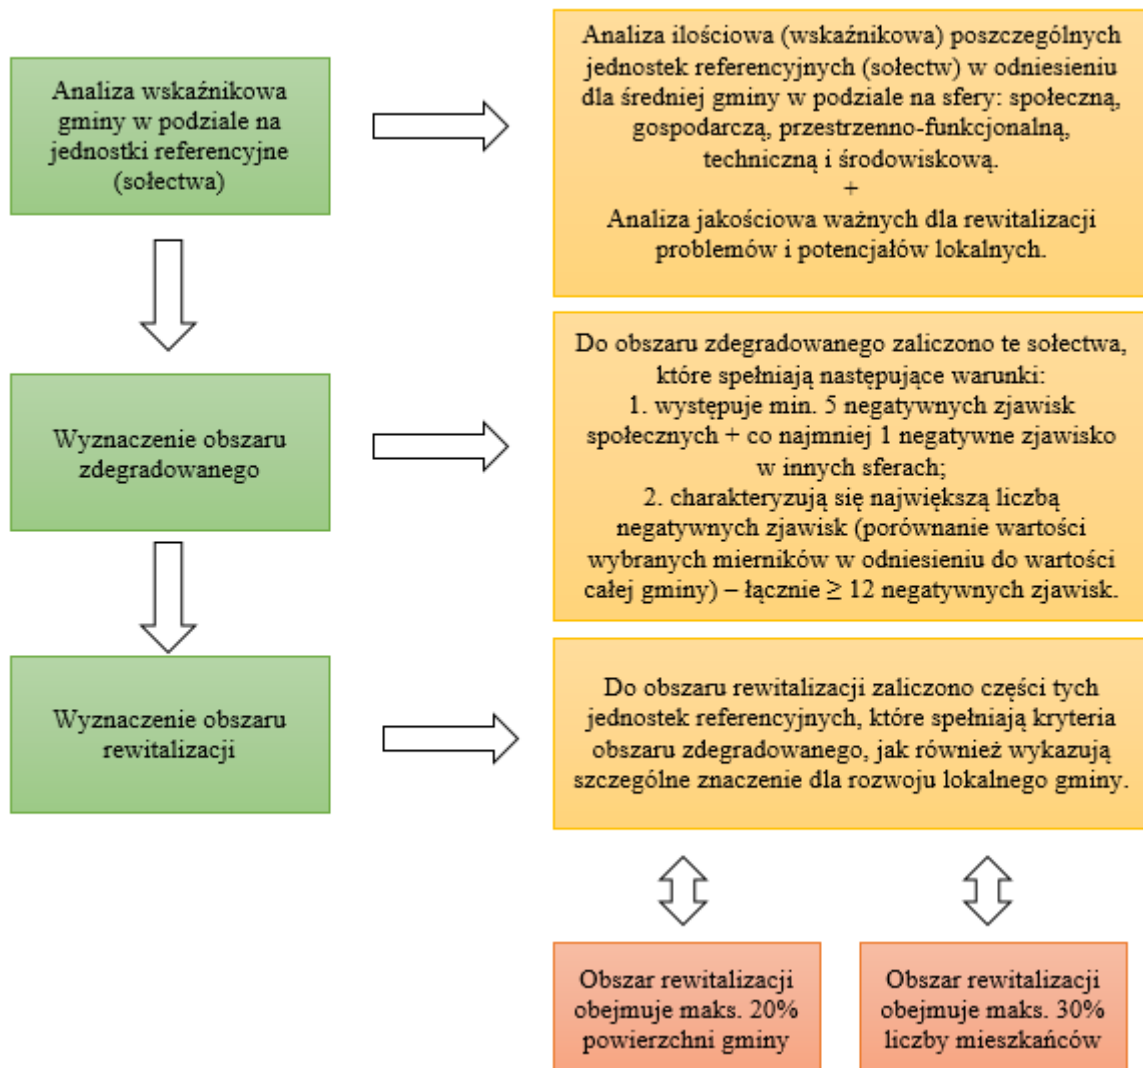 Analiza wskaźnikowa
gminy w podziale na
jednostki referencyjne
(sołectwa)
Analiza ilościowa (wskaźnikowa) poszczególnych
jednostek referencyjnych (sołectw) w odniesieniu
dla średniej gminy w podziale na sfery: społeczną,
gospodarczą, przestrzenno-funkcjonalną,
techniczną i środowiskową.
+
Analiza jakościowa ważnych dla rewitalizacji
problemów i potencjałów lokalnych.
Wyznaczenie obszaru
zdegradowanego
Do obszaru zdegradowanego zaliczono te sołectwa,
które spełniają następujące warunki:
1. występuje min. 5 negatywnych zjawisk
społecznych + co najmniej 1 negatywne zjawisko
w innych sferach;
2. charakteryzują się największą liczbą
negatywnych zjawisk (porównanie wartości
wybranych mierników w odniesieniu do wartości
całej gminy) – łącznie ≥ 12 negatywnych zjawisk.
Wyznaczenie obszaru
rewitalizacji
Do obszaru rewitalizacji zaliczono części tych
jednostek referencyjnych, które spełniają kryteria
obszaru zdegradowanego, jak również wykazują
szczególne znaczenie dla rozwoju lokalnego gminy.
Obszar rewitalizacji
obejmuje maks. 20%
powierzchni gminy
Obszar rewitalizacji
obejmuje maks. 30%
liczby mieszkańców